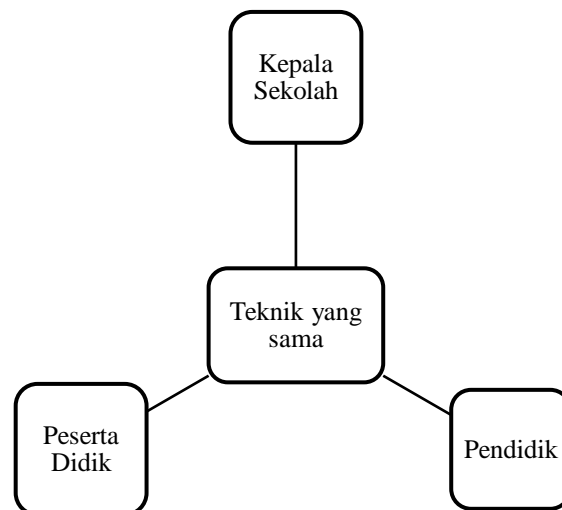 Kepala
Sekolah
Teknik yang
sama
Peserta
Didik
Pendidik